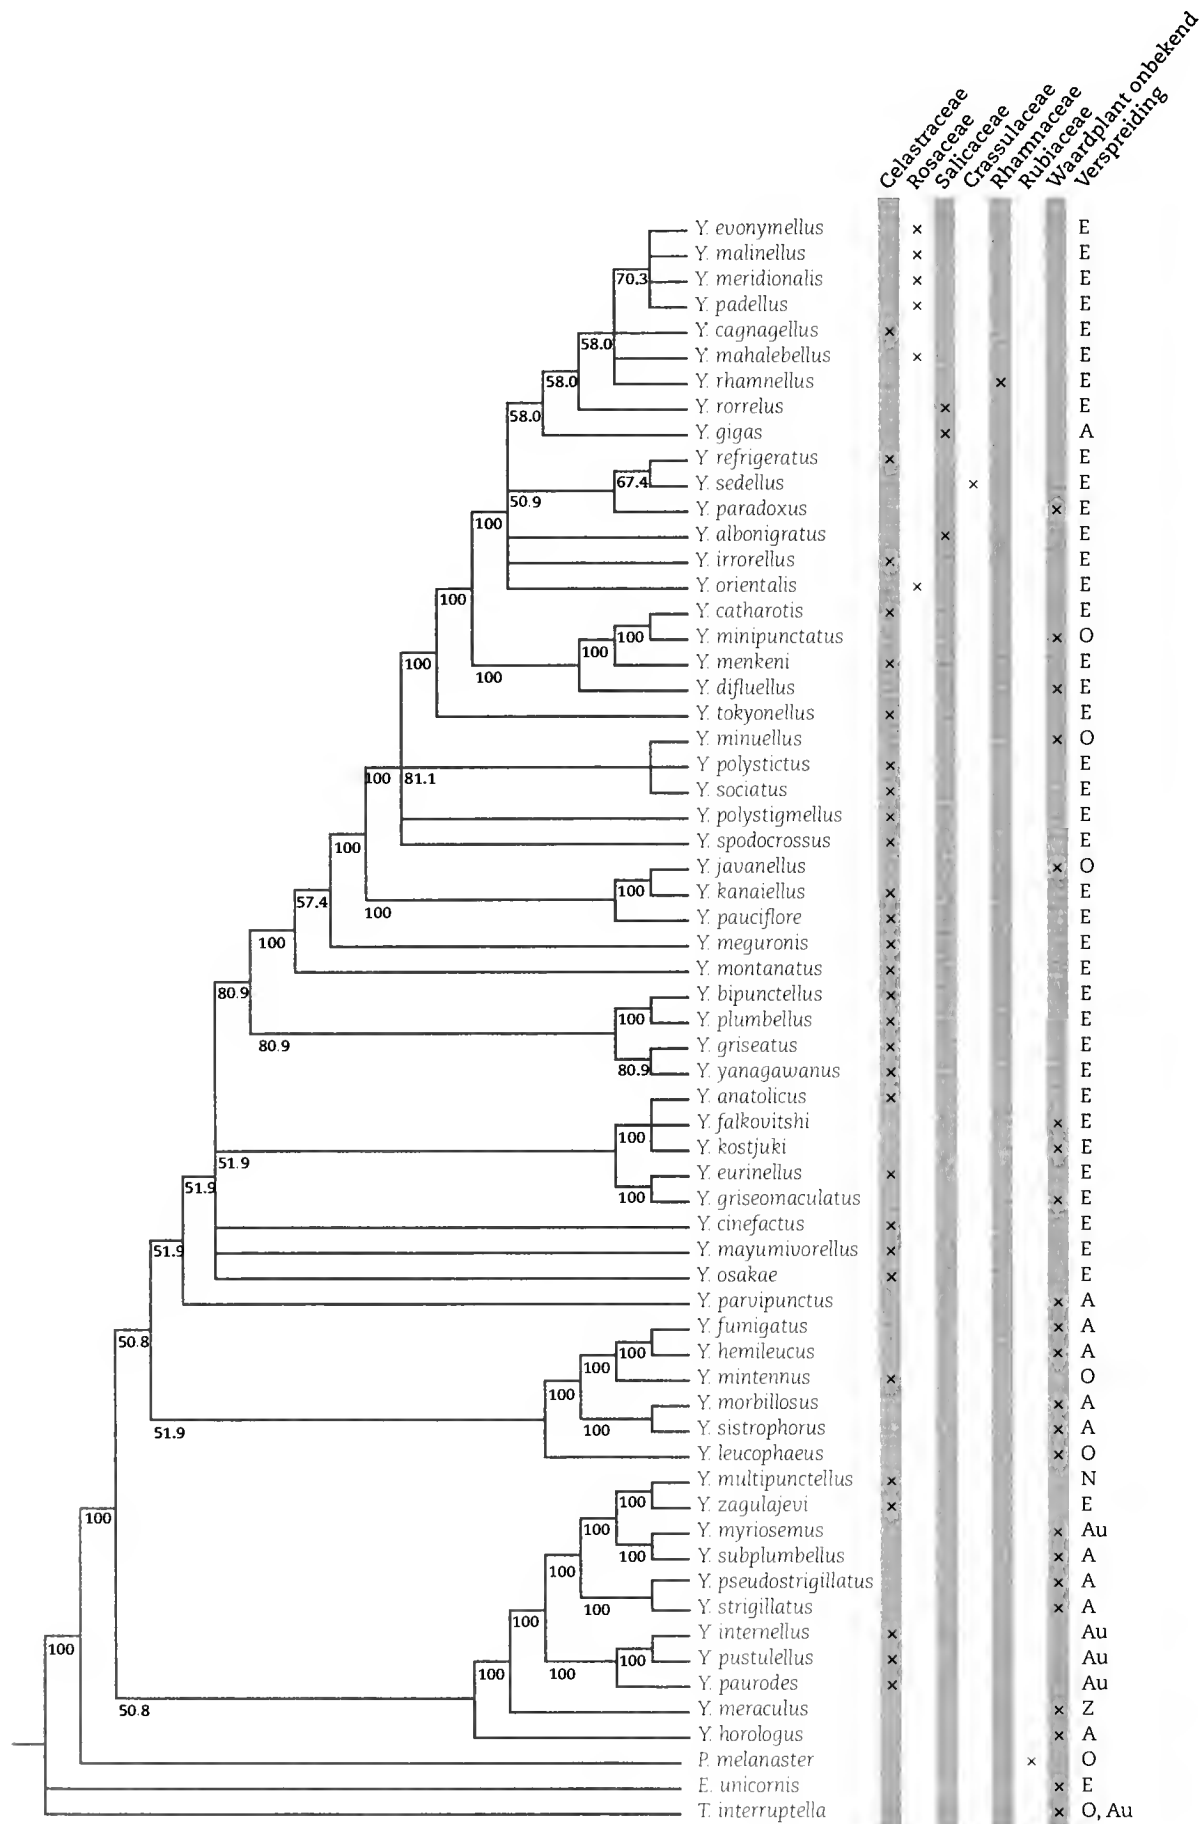 Celastraceae
Rosaceae
Salicaceae
Crassulaceae
Rhamnaceae
Rubiaceae
Waardplant onbekend
Verspreiding
Y. evonymellus × E
Y. malinellus × E
70.3 Y. meridionalis × E
Y. padellus × E
58.0 Y. cagnagellus × E
Y. mahalebellus × E
58.0 Y. rhamnellus × E
58.0 Y. rorrelus × E
Y. gigas × A
Y. refrigeratus × E
67.4 Y. sedellus × E
50.9 Y. paradoxus × E
100 Y. albonigratus × E
Y. irrorellus × E
100 Y. orientalis × E
Y. catharotis × E
100 Y. minipunctatus × O
100 100 Y. menkeni × E
100 Y. difluellus × E
Y. tokyonellus × E
Y. minuellus × O
100 81.1 Y polystictus × E
Y. sociatus × E
Y. polystigmellus × E
100 Y. spodocrossus × E
Y. javanellus × O
57.4 100 Y. kanaiellus × E
100 Y. pauciflore × E
100 Y. meguronis × E
Y. montanatus × E
80.9 Y. bipunctellus × E
100 Y. plumbellus × E
80.9 Y. griseatus × E
80.9 Y. yanagawanus × E
Y. anatolicus × E
Y. falkovitshi × E
100 Y. kostjuki × E
51.9 Y. eurinellus × E
51.9 100 Y. griseomaculatus × E
Y. cinefactus × E
51.9 Y. mayumivorellus × E
Y. osakae × E
Y. parvipunctus × A
50.8 Y. fumigatus × A
100 Y. hemileucus × A
100 Y. mintennus × O
100 Y. morbillosus × A
51.9 100 Y. sistrophorus × A
Y. leucophaeus × O
Y. multipunctellus × N
100 100 Y. zagulajevi × E
100 Y. myriosemus × Au
100 Y. subplumbellus × A
100 Y. pseudostrigillatus × A
100 Y. strigillatus × A
100 100 Y internellus × Au
100 100 100 Y pustulellus × Au
Y. paurodes × Au
50.8 Y. meraculus × Z
Y. horologus × A
P. melanaster × O
E. unicornis × E
T. interruptella × O, Au